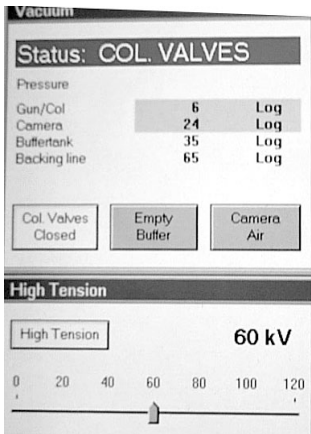 Vacuum
Status: COL. VALVES
Pressure
Gun/Col 6 Log
Camera 24 Log
Buffertank 35 Log
Backing line 65 Log
Col. Valves Closed
Empty Buffer
Camera Air
High Tension
High Tension 60 kV
0 20 40 60 80 100 120